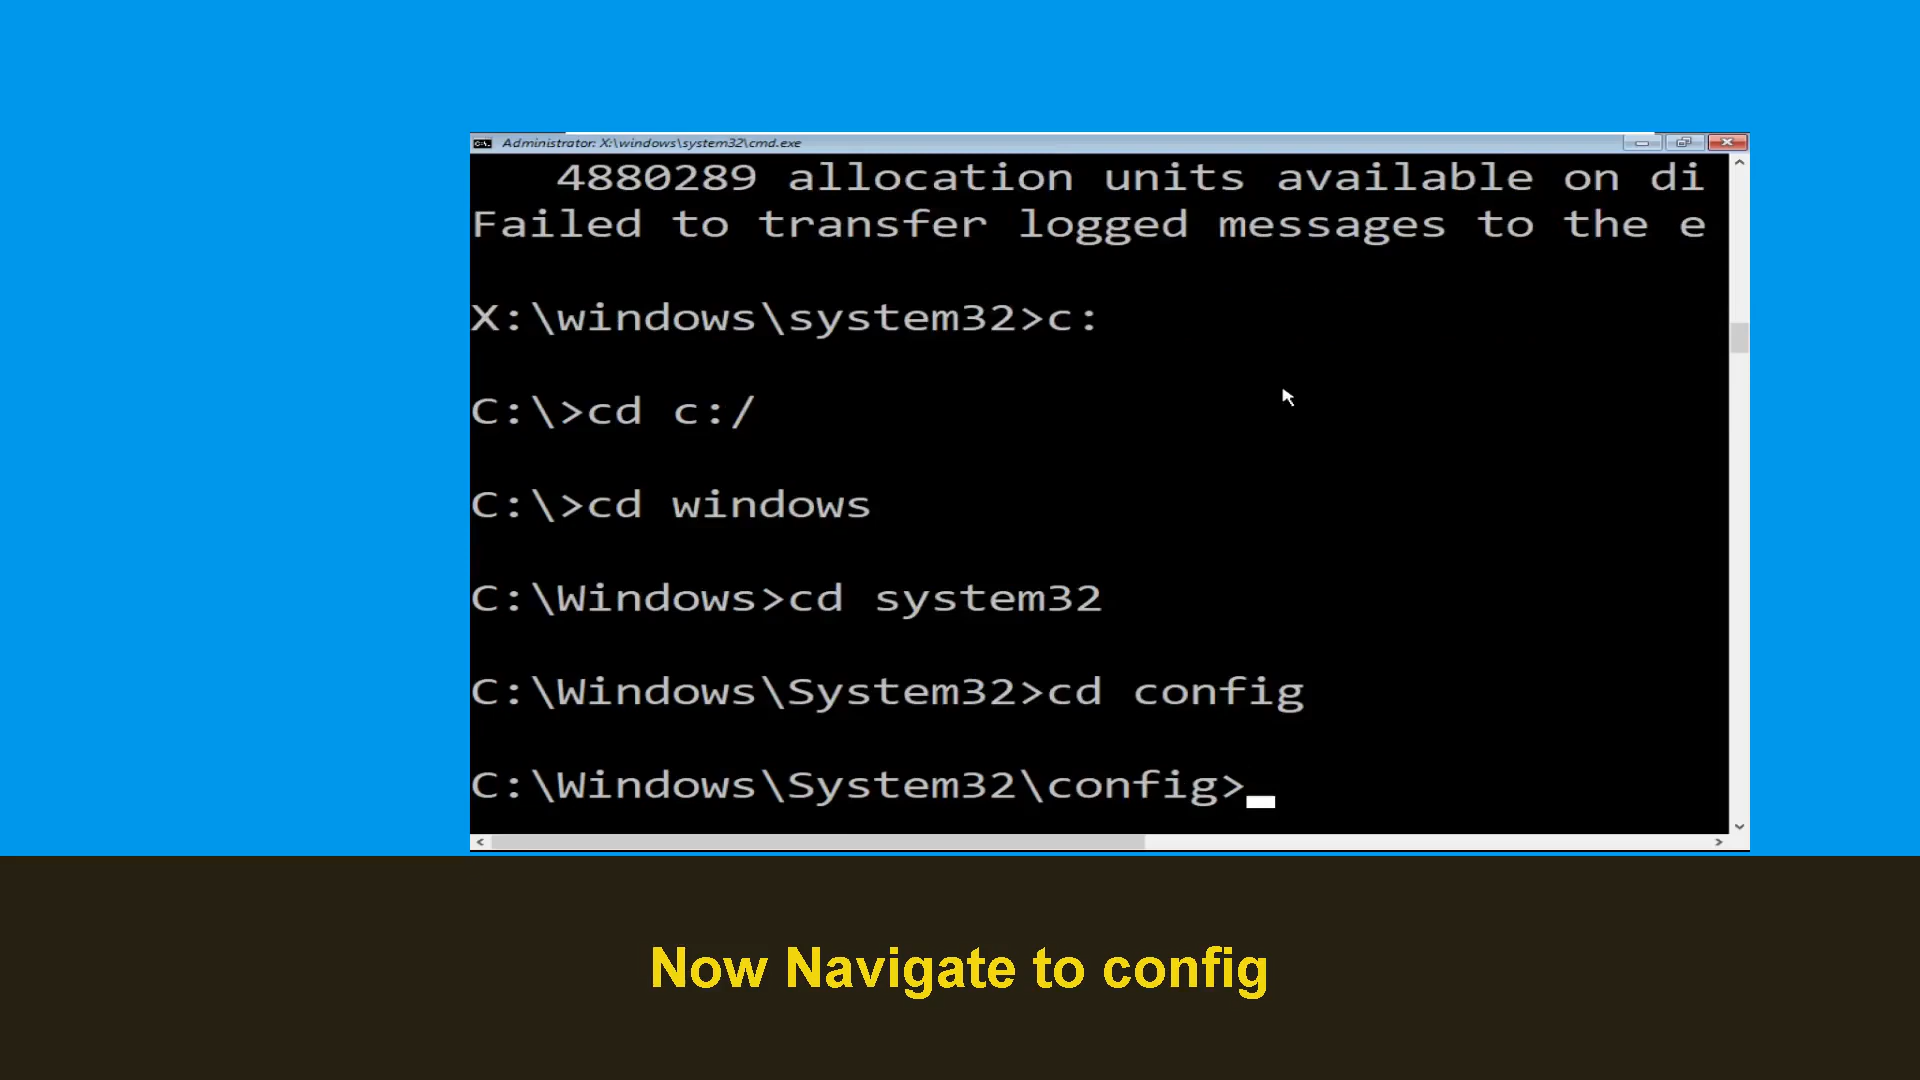 Administrator: X:\windows\system32\cmd.exe
4880289 allocation units available on di
Failed to transfer logged messages to the e
X:\windows\system32>c:
C:\>cd c:/
C:\>cd windows
C:\Windows>cd system32
C:\Windows\System32>cd config
C:\Windows\System32\config>
Now Navigate to config